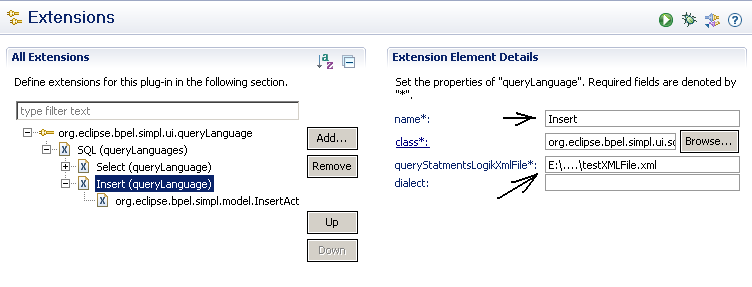 Extensions
All Extensions
Define extensions for this plug-in in the following section.
type filter text
org.eclipse.bpel.simpl.ui.queryLanguage
SQL (queryLanguages)
Select (queryLanguage)
Insert (queryLanguage)
org.eclipse.bpel.simpl.model.InsertAct
Add...
Remove
Up
Down
Extension Element Details
Set the properties of "queryLanguage". Required fields are denoted by
"*".
name*: Insert
class*: org.eclipse.bpel.simpl.ui.sq Browse...
queryStatmentsLogikXmlFile*: E:\....\testXMLFile.xml
dialect: